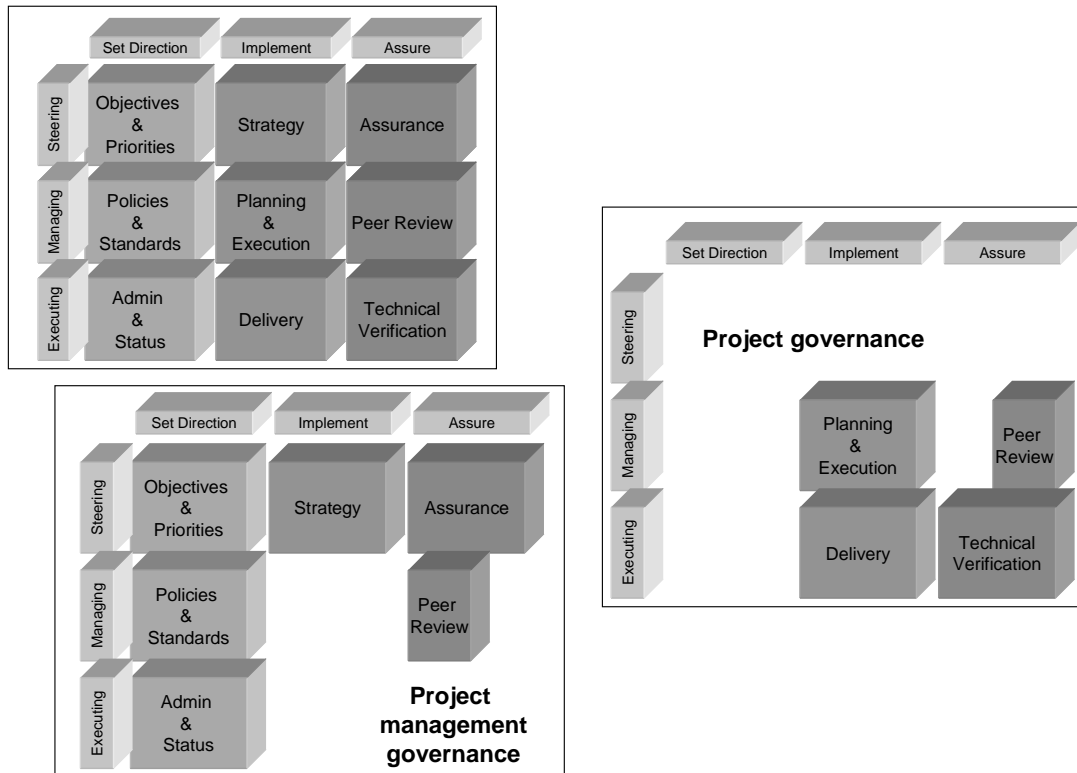 Set Direction
Implement
Assure
Steering
Objectives
&
Priorities
Strategy
Assurance
Managing
Policies
&
Standards
Planning
&
Execution
Peer Review
Executing
Admin
&
Status
Delivery
Technical
Verification
Set Direction
Implement
Assure
Steering
Objectives
&
Priorities
Strategy
Assurance
Managing
Policies
&
Standards
Peer
Review
Executing
Admin
&
Status
Project
management
governance
Set Direction
Implement
Assure
Steering
Project governance
Managing
Planning
&
Execution
Peer
Review
Executing
Delivery
Technical
Verification